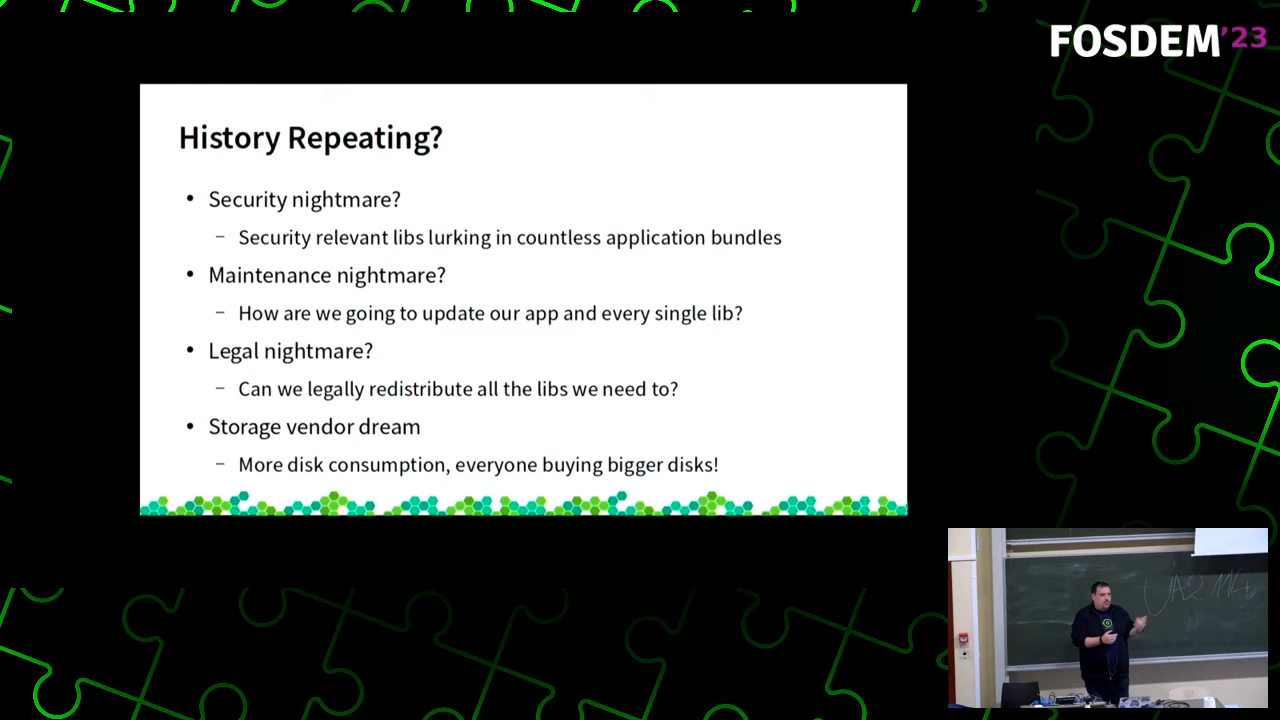 FOSDEM'23
History Repeating?
• Security nightmare?
– Security relevant libs lurking in countless application bundles
• Maintenance nightmare?
– How are we going to update our app and every single lib?
• Legal nightmare?
– Can we legally redistribute all the libs we need to?
• Storage vendor dream
– More disk consumption, everyone buying bigger disks!